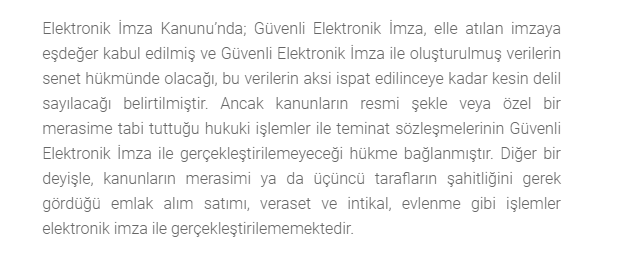 Elektronik İmza Kanunu'nda; Güvenli Elektronik İmza, elle atılan imzaya
eşdeğer kabul edilmiş ve Güvenli Elektronik İmza ile oluşturulmuş verilerin
senet hükmünde olacağı, bu verilerin aksi ispat edilinceye kadar kesin delil
sayılacağı belirtilmiştir. Ancak kanunların resmi şekle veya özel bir
merasime tabi tuttuğu hukuki işlemler ile teminat sözleşmelerinin Güvenli
Elektronik İmza ile gerçekleştirilemeyeceği hükme bağlanmıştır. Diğer bir
deyişle, kanunların merasimi ya da üçüncü tarafların şahitliğini gerek
gördüğü emlak alım satımı, veraset ve intikal, evlenme gibi işlemler
elektronik imza ile gerçekleştirilememektedir.